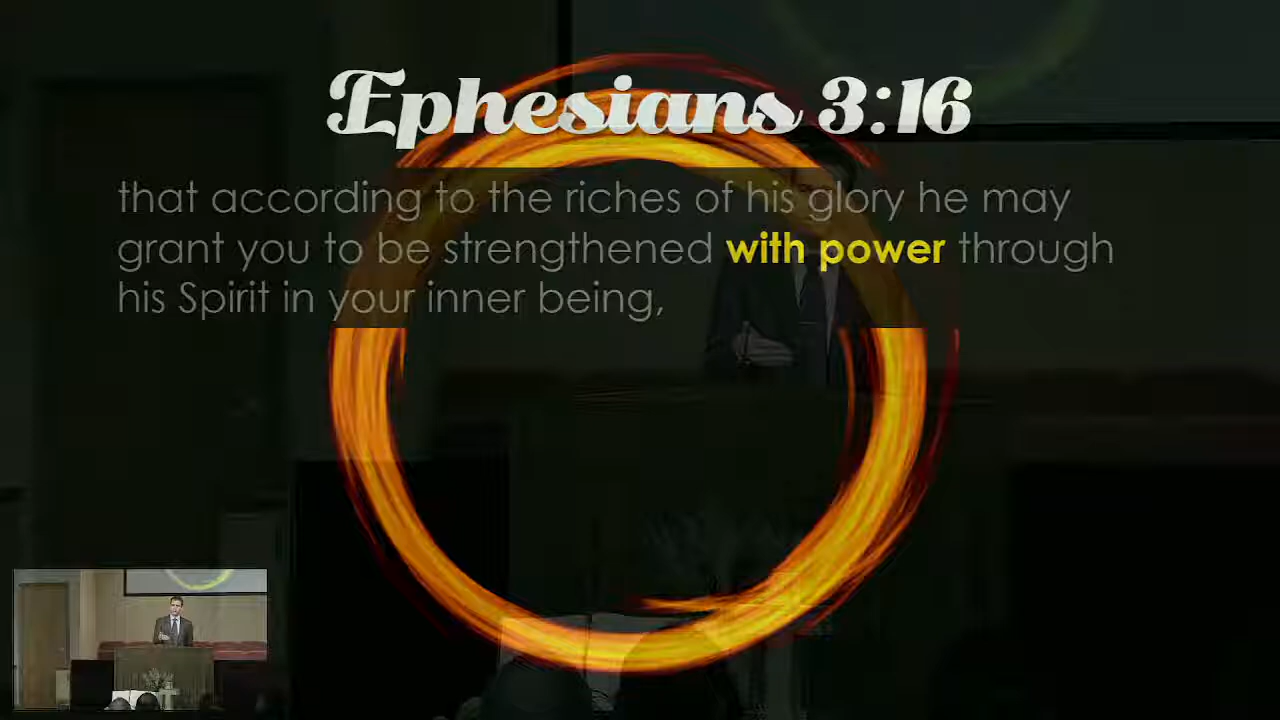 Ephesians 3:16
that according to the riches of his glory he may
grant you to be strengthened with power through
his Spirit in your inner being,